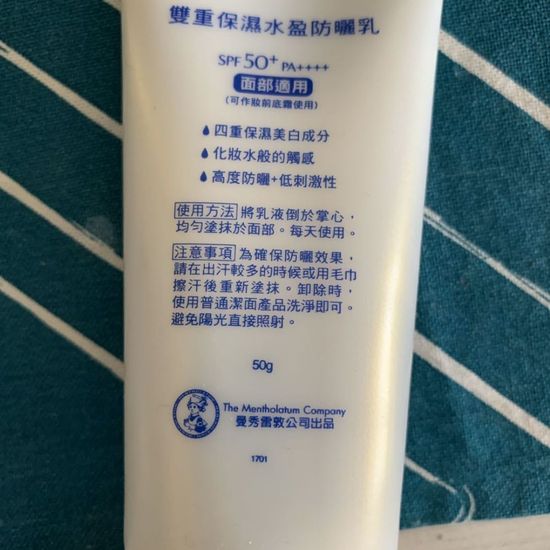 雙重保濕水盈防曬乳
SPF 50+ PA++++
面部適用
(可作妝前底霜使用)
四重保濕美白成分
化妝水般的觸感
高度防曬+低刺激性
使用方法 將乳液倒於掌心，
均勻塗抹於面部。每天使用。
注意事項 為確保防曬效果，
請在出汗較多的時候或用毛巾
擦汗後重新塗抹。卸除時，
使用普通潔面產品洗淨即可。
避免陽光直接照射。
50g
The Mentholatum Company
曼秀雷敦公司出品
1701